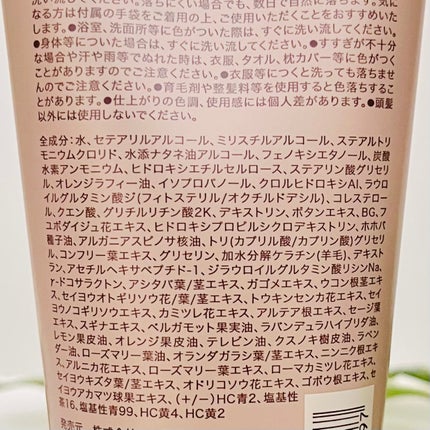 洗い流してください。落ちにくい場合でも、数日で自然に落ちます。気に
なる方は付属の手袋をご着用の上、ご使用いただくことをおすすめいた
します。●浴室、洗面所等に色がついた際は、すぐに洗い流してください。
●身体等についた場合は、すぐに洗い流してください。●すすぎが不十分
な場合や汗や雨等でぬれた時は、衣服、タオル、枕カバー等に色がつく
ことがありますのでご注意ください。●衣服等につくと洗っても落ちませ
んのでご注意ください。●育毛剤や整髪料等を使用すると色落ちするこ
とがあります。●仕上がりの色調、使用感には個人差があります。●頭髪
以外には使用しないでください。
全成分：水、セテアリルアルコール、ミリスチルアルコール、ステアルトリ
モニウムクロリド、水添ナタネ油アルコール、フェノキシエタノール、炭酸
水素アンモニウム、ヒドロキシエチルセルロース、ステアリン酸グリセリ
ル、オレンジラフィー油、イソプロパノール、クロルヒドロキシAl、ラウロ
イルグルタミン酸ジ(フィトステリル/オクチルドデシル)、コレステロー
ル、クエン酸、グリチルリチン酸2K、デキストリン、ボタンエキス、BG、フ
ユボダイジュ花エキス、ヒドロキシプロピルシクロデキストリン、ホホバ
種子油、アルガニアスピノサ核油、トリ(カプリル酸/カプリン酸)グリセリ
ル、コンフリー葉エキス、グリセリン、加水分解ケラチン(羊毛)、デキスト
ラン、アセチルヘキサペプチド-1、ジラウロイルグルタミン酸リシンNa、
γ-ドコサラクトン、アシタバ葉/茎エキス、ガゴメエキス、ウコン根茎エキ
ス、セイヨウオトギリソウ花/葉/茎エキス、トウキンセンカ花エキス、セイ
ヨウノコギリソウエキス、カミツレ花エキス、アルテア根エキス、セージ葉
エキス、スギナエキス、ベルガモット果実油、ラバンデュラハイブリダ油、
レモン果皮油、オレンジ果皮油、テレビン油、クスノキ樹皮油、ラベン
ダー油、ローズマリー葉油、オランダガラシ葉/茎エキス、ニンニク根エキ
ス、アルニカ花エキス、ローズマリー葉エキス、ローマカミツレ花エキス、
セイヨウキズタ葉/茎エキス、オドリコソウ花エキス、ゴボウ根エキス、セ
イヨウアカマツ球果エキス、(+/-)HC青2、塩基性
茶16、塩基性青99、HC黄4、HC黄2